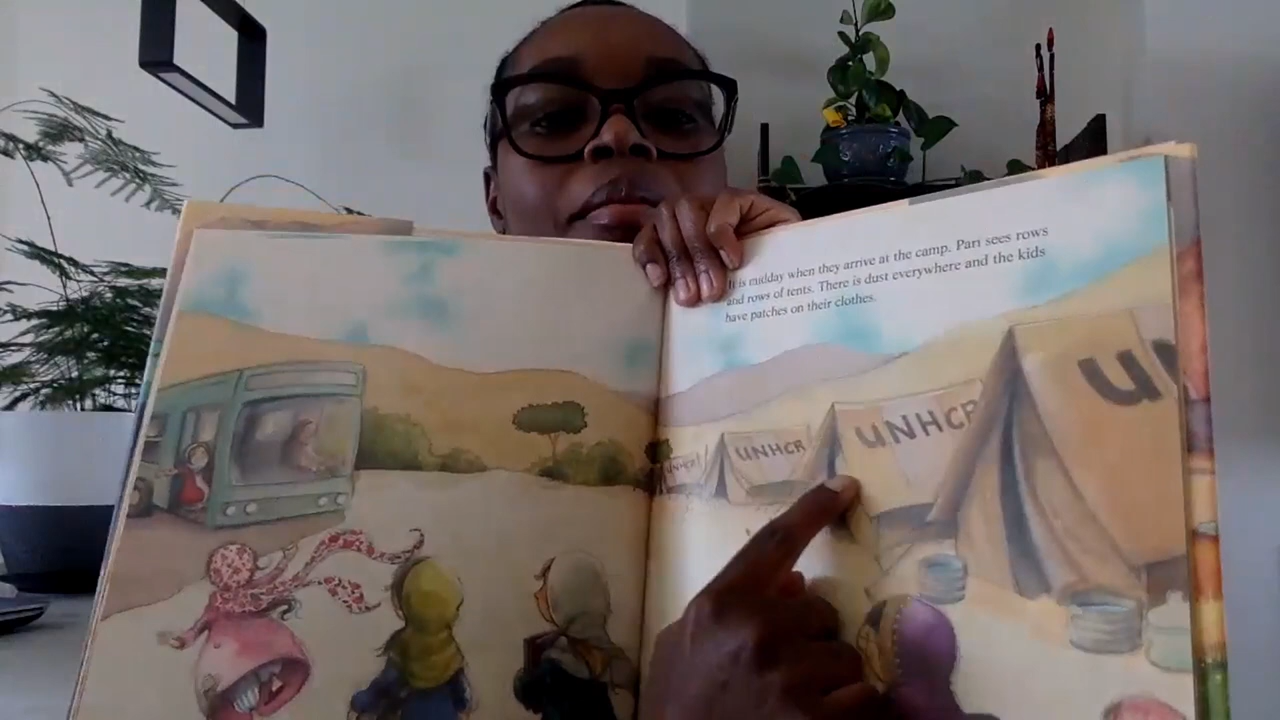 It is midday when they arrive at the camp. Pari sees rows
and rows of tents. There is dust everywhere and the kids
have patches on their clothes.
UNHCR
UNHCR
UNHCR
UN